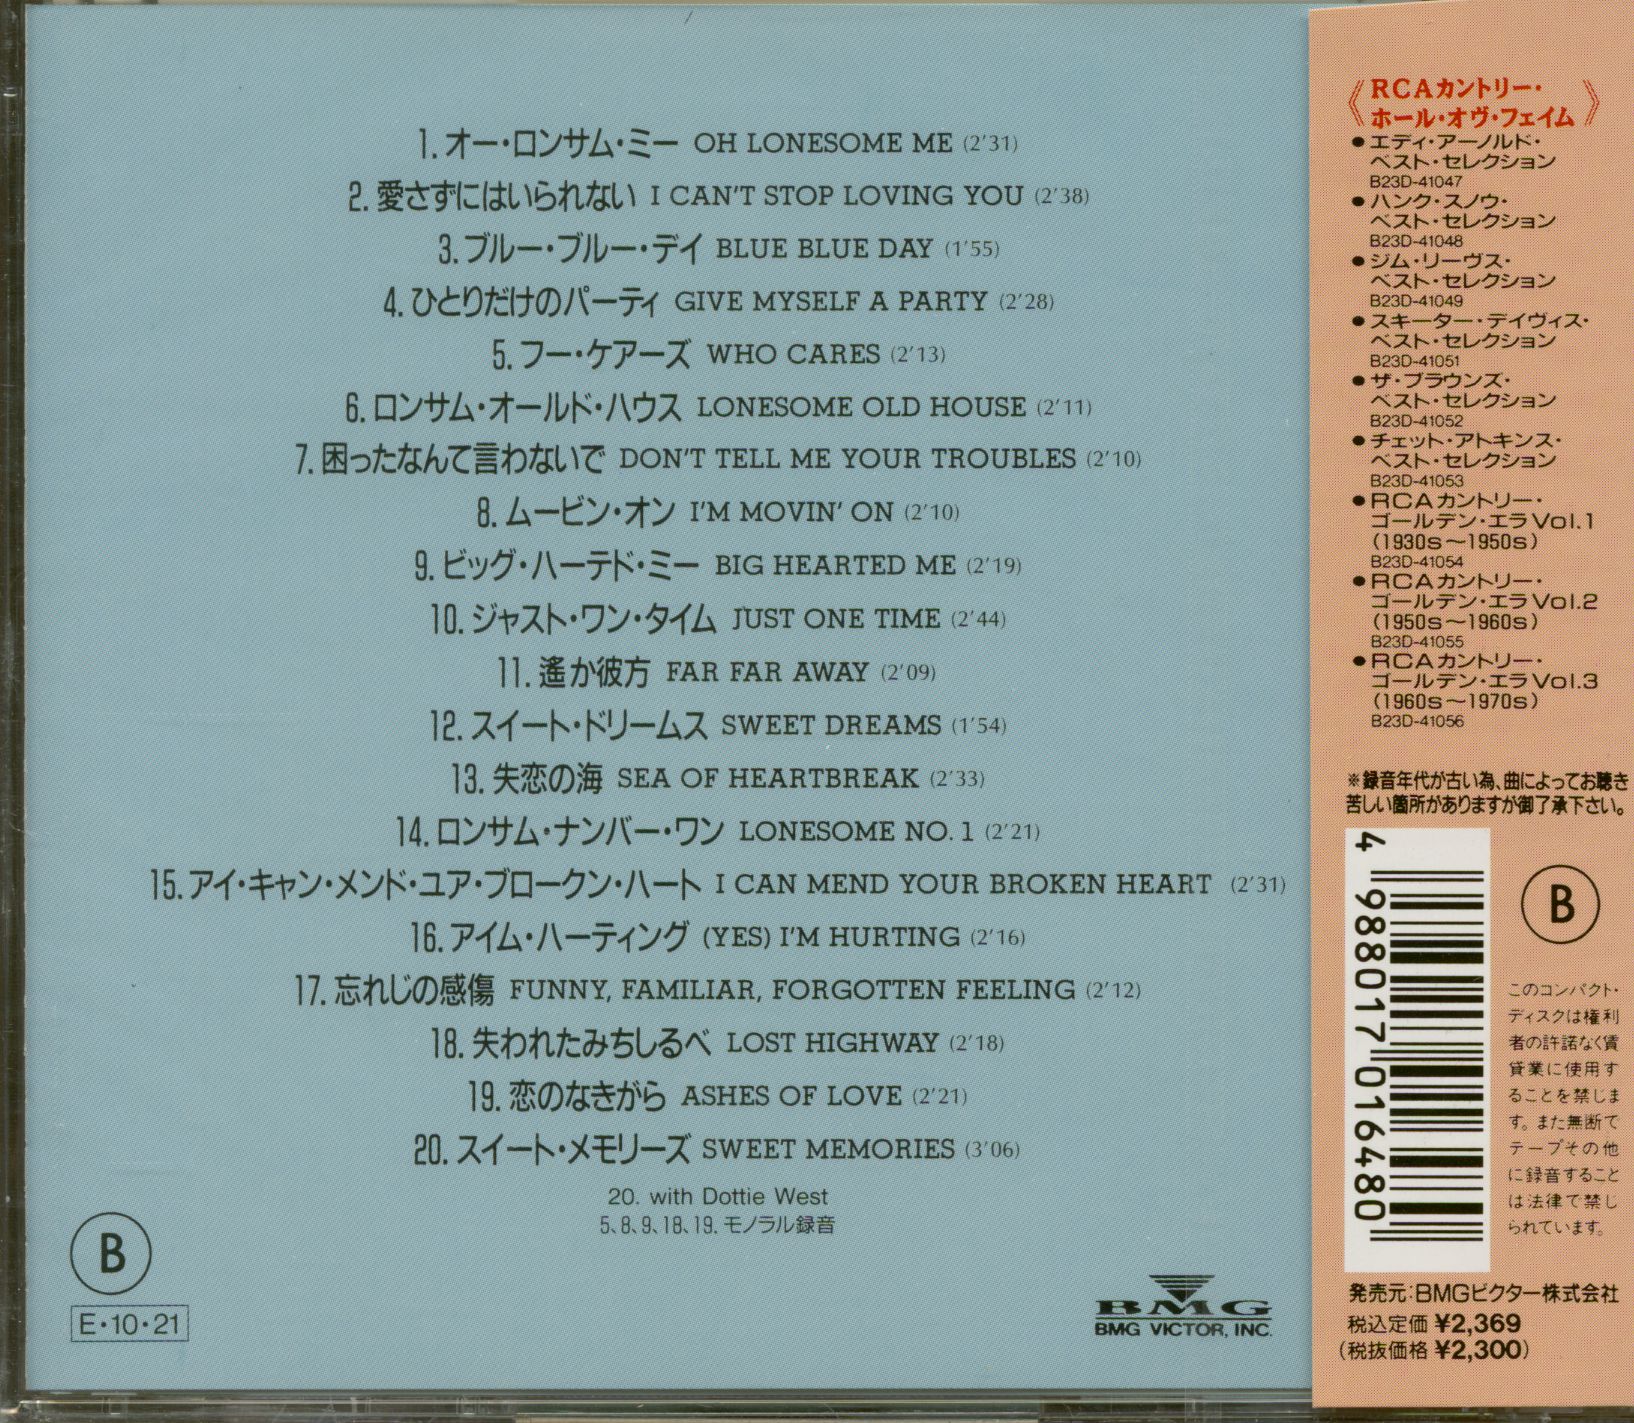 1. オー・ロンサム・ミー OH LONESOME ME (2'31)
2. 愛さずにはいられない I CAN'T STOP LOVING YOU (2'38)
3. ブルー・ブルー・デイ BLUE BLUE DAY (1'55)
4. ひとりだけのパーティ GIVE MYSELF A PARTY (2'28)
5. フー・ケアーズ WHO CARES (2'13)
6. ロンサム・オールド・ハウス LONESOME OLD HOUSE (2'11)
7. 困ったなんて言わないで DON'T TELL ME YOUR TROUBLES (2'10)
8. ムービン・オン I'M MOVIN' ON (2'10)
9. ビッグ・ハーテド・ミー BIG HEARTED ME (2'19)
10. ジャスト・ワン・タイム JUST ONE TIME (2'44)
11. 遙か彼方 FAR FAR AWAY (2'09)
12. スイート・ドリームス SWEET DREAMS (1'54)
13. 失恋の海 SEA OF HEARTBREAK (2'33)
14. ロンサム・ナンバー・ワン LONESOME NO. 1 (2'21)
15. アイ・キャン・メンド・ユア・ブロークン・ハート I CAN MEND YOUR BROKEN HEART (2'31)
16. アイム・ハーティング (YES) I'M HURTING (2'16)
17. 忘れじの感傷 FUNNY, FAMILIAR, FORGOTTEN FEELING (2'12)
18. 失われたみちしるべ LOST HIGHWAY (2'18)
19. 恋のなきがら ASHES OF LOVE (2'21)
20. スイート・メモリーズ SWEET MEMORIES (3'06)
20. with Dottie West
5、8、9、18、19. モノラル録音
B
E・10・21
BMG
BMG VICTOR, INC.
《RCAカントリー・
ホール・オヴ・フェイム》
●エディ・アーノルド・
ベスト・セレクション
B23D-41047
●ハンク・スノウ・
ベスト・セレクション
B23D-41048
●ジム・リーヴス・
ベスト・セレクション
B23D-41049
●スキーター・デイヴィス・
ベスト・セレクション
B23D-41051
●ザ・ブラウンズ・
ベスト・セレクション
B23D-41052
●チェット・アトキンス・
ベスト・セレクション
B23D-41053
●RCAカントリー・
ゴールデン・エラVol.1
(1930s〜1950s)
B23D-41054
●RCAカントリー・
ゴールデン・エラVol.2
(1950s〜1960s)
B23D-41055
●RCAカントリー・
ゴールデン・エラVol.3
(1960s〜1970s)
B23D-41056
※録音年代が古い為、曲によってお聴き
苦しい箇所がありますが御了承下さい。
4 988017 016480
B
このコンパクト・
ディスクは権利
者の許諾なく賃
貸業に使用す
ることを禁じま
す。また無断で
テープその他
に録音すること
は法律で禁じ
られています。
発売元:BMGビクター株式会社
税込定価 ¥2,369
(税抜価格 ¥2,300)